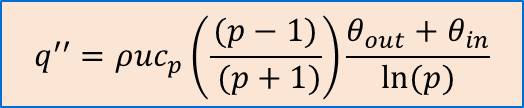 q′′ = ρuc_p ( (p − 1) / (p + 1) ) (θ_out + θ_in) / ln(p)